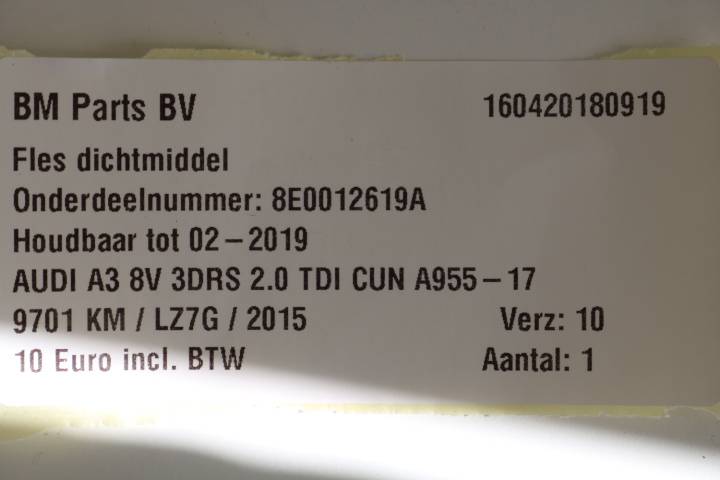 BM Parts BV 160420180919
Fles dichtmiddel
Onderdeelnummer: 8E0012619A
Houdbaar tot 02-2019
AUDI A3 8V 3DRS 2.0 TDI CUN A955-17
9701 KM / LZ7G / 2015 Verz: 10
10 Euro incl. BTW Aantal: 1